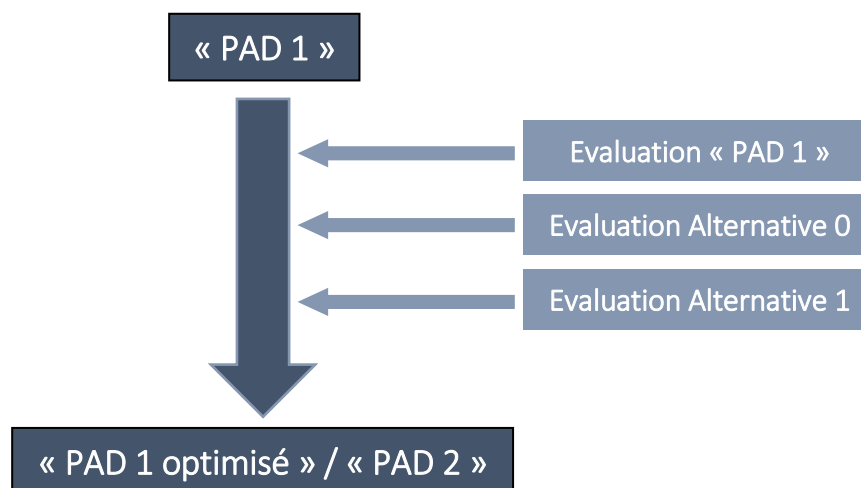 « PAD 1 »
Evaluation « PAD 1 »
Evaluation Alternative 0
Evaluation Alternative 1
« PAD 1 optimisé » / « PAD 2 »